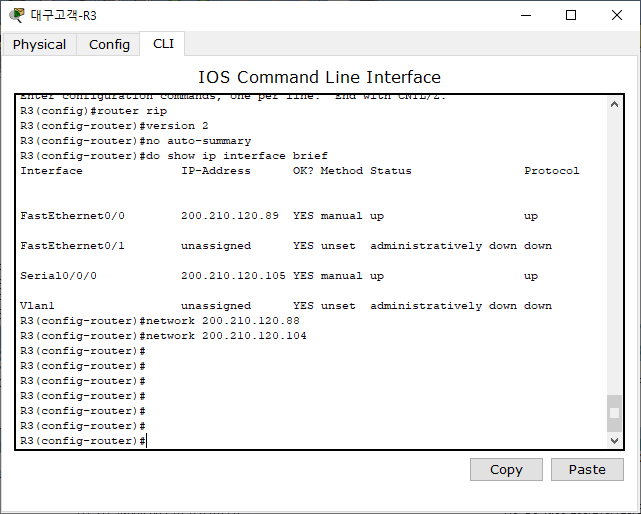 대구고객-R3
Physical Config CLI
IOS Command Line Interface
Enter configuration commands, one per line. End with CNTL/Z.
R3(config)#router rip
R3(config-router)#version 2
R3(config-router)#no auto-summary
R3(config-router)#do show ip interface brief
Interface IP-Address OK? Method Status Protocol
FastEthernet0/0 200.210.120.89 YES manual up up
FastEthernet0/1 unassigned YES unset administratively down down
Serial0/0/0 200.210.120.105 YES manual up up
Vlan1 unassigned YES unset administratively down down
R3(config-router)#network 200.210.120.88
R3(config-router)#network 200.210.120.104
R3(config-router)#
R3(config-router)#
R3(config-router)#
R3(config-router)#
R3(config-router)#
R3(config-router)#
R3(config-router)#
Copy Paste